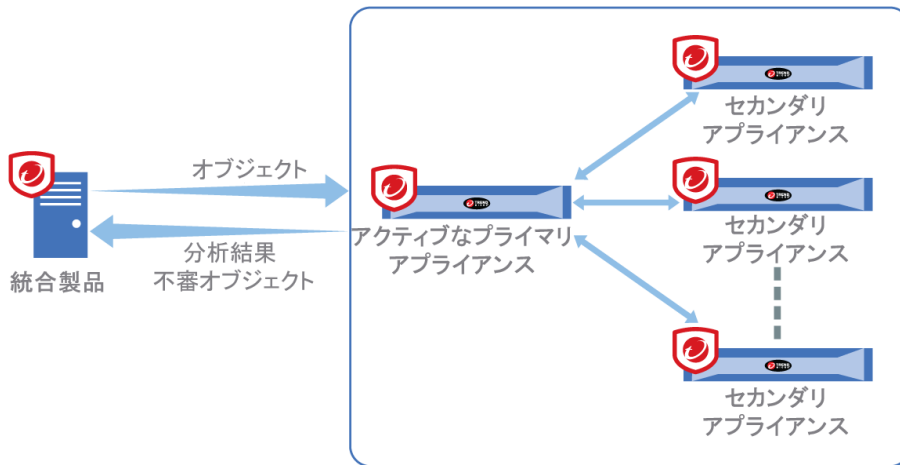 オブジェクト
分析結果
不審オブジェクト
統合製品
アクティブなプライマリ
アプライアンス
セカンダリ
アプライアンス
セカンダリ
アプライアンス
セカンダリ
アプライアンス